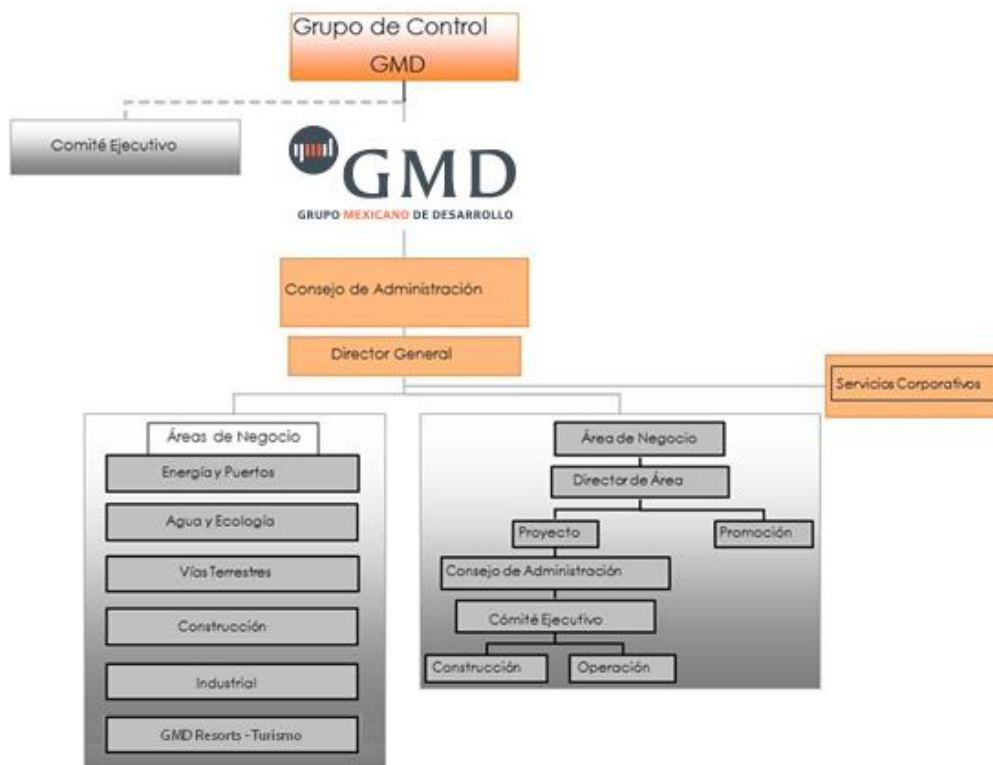 Grupo de Control
GMD
Comité Ejecutivo
gmd
GMD
GRUPO MEXICANO DE DESARROLLO
Consejo de Administración
Director General
Servicios Corporativos
Áreas de Negocio
Energía y Puertos
Agua y Ecología
Vías Terrestres
Construcción
Industrial
GMD Resorts - Turismo
Área de Negocio
Director de Área
Proyecto
Promoción
Consejo de Administración
Cómité Ejecutivo
Construcción
Operación